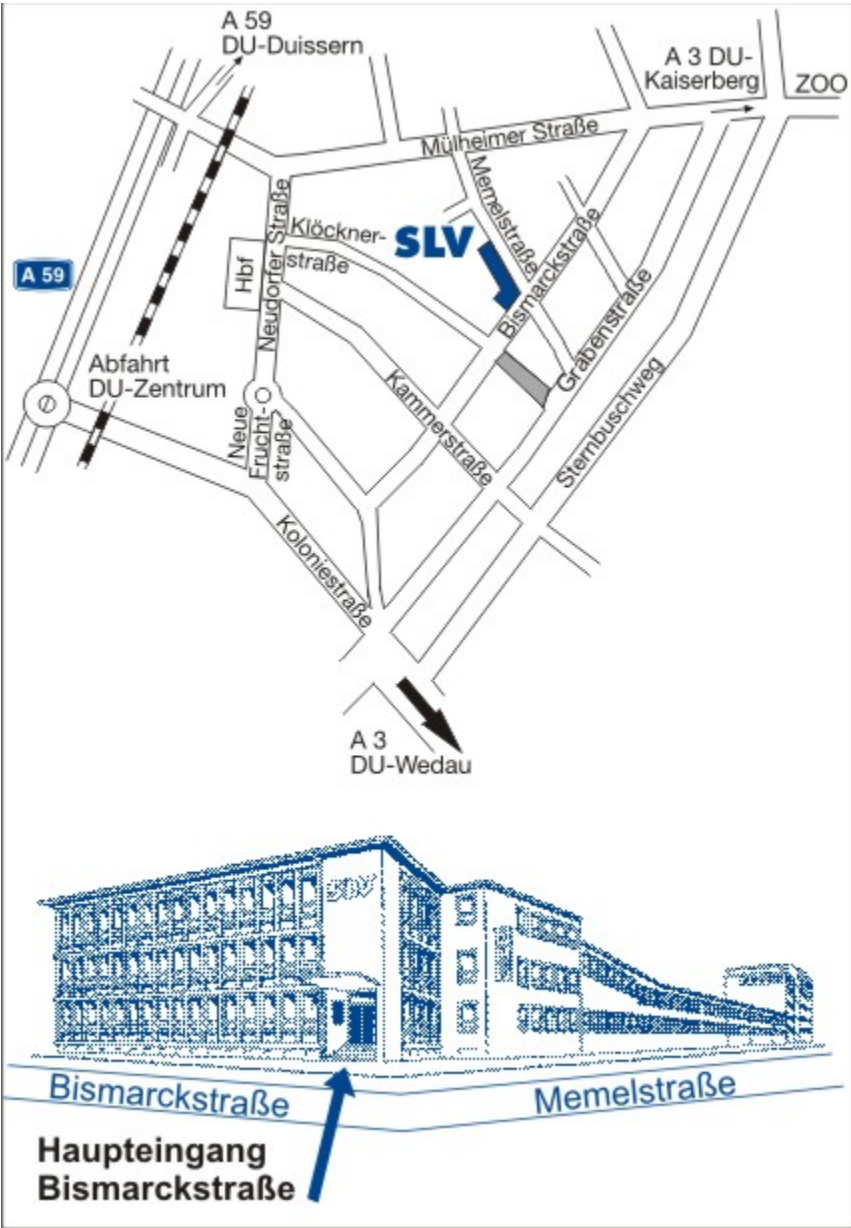 A 59
DU-Duissern
A 3 DU-
Kaiserberg
ZOO
Mülheimer Straße
Memelstraße
Klöckner-
straße
SLV
Neudorfer Straße
Hbf
A 59
Bismarckstraße
Grabenstraße
Abfahrt
DU-Zentrum
Kammerstraße
Sternbuschweg
Neue
Frucht-
straße
Koloniestraße
A 3
DU-Wedau
SLV
Bismarckstraße
Memelstraße
Haupteingang
Bismarckstraße